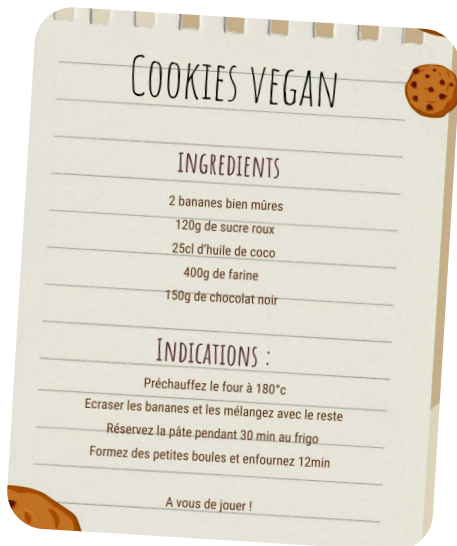 COOKIES VEGAN
INGREDIENTS
2 bananes bien mûres
120g de sucre roux
25cl d'huile de coco
400g de farine
150g de chocolat noir
INDICATIONS :
Préchauffez le four à 180°c
Ecraser les bananes et les mélangez avec le reste
Réservez la pâte pendant 30 min au frigo
Formez des petites boules et enfournez 12min
A vous de jouer !